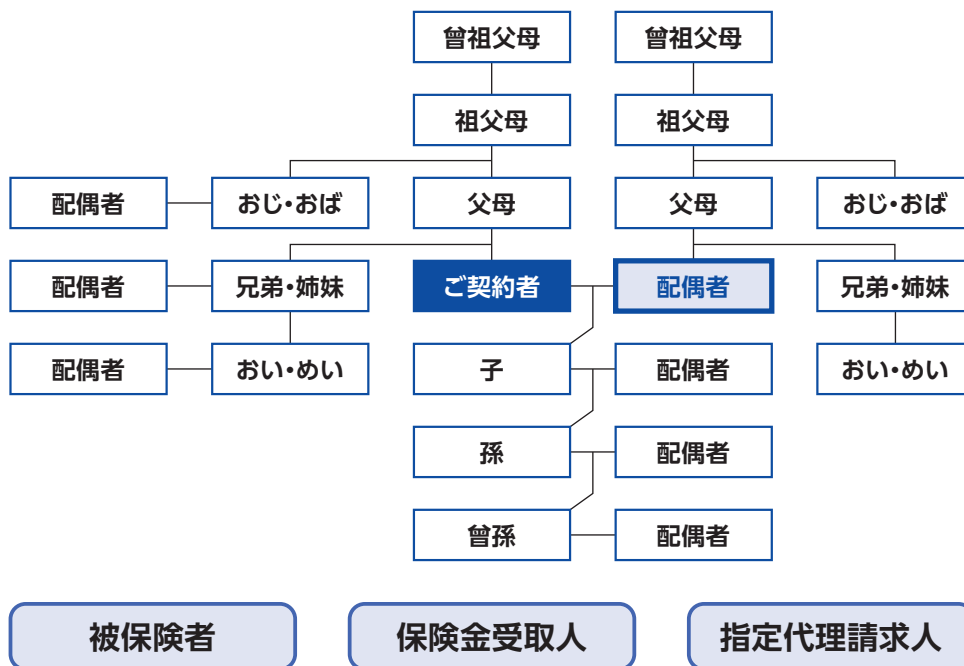 曾祖父母 曾祖父母
祖父母 祖父母
配偶者 おじ・おば 父母 父母 おじ・おば
配偶者 兄弟・姉妹 ご契約者 配偶者 兄弟・姉妹
配偶者 おい・めい 子 配偶者 おい・めい
孫 配偶者
曾孫 配偶者
被保険者 保険金受取人 指定代理請求人